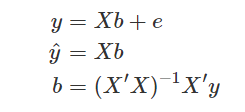 y = Xb + e
ŷ = Xb
b = (X′X)⁻¹X′y